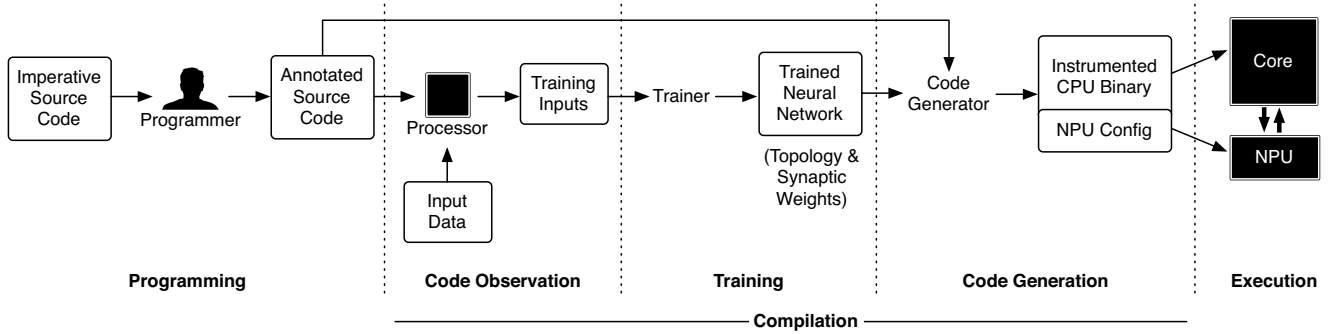 Imperative
Source
Code
Programmer
Annotated
Source
Code
Processor
Input
Data
Training
Inputs
Trainer
Trained
Neural
Network
(Topology &
Synaptic
Weights)
Code
Generator
Instrumented
CPU Binary
NPU Config
Core
NPU
Programming
Code Observation
Training
Code Generation
Execution
Compilation